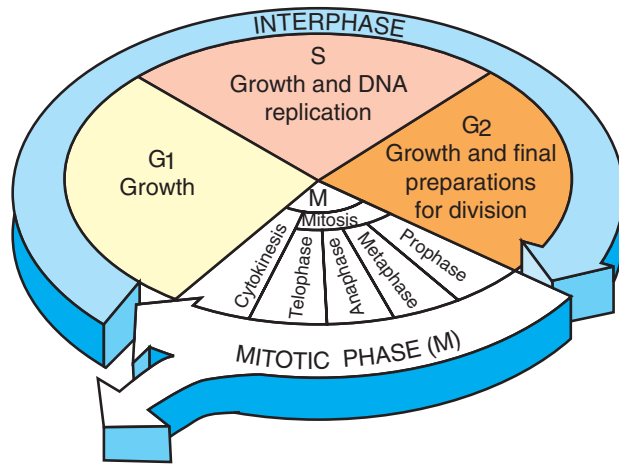 INTERPHASE
S
Growth and DNA
replication
G1
Growth
G2
Growth and final
preparations
for division
M
Mitosis
Cytokinesis
Telophase
Anaphase
Metaphase
Prophase
MITOTIC PHASE (M)